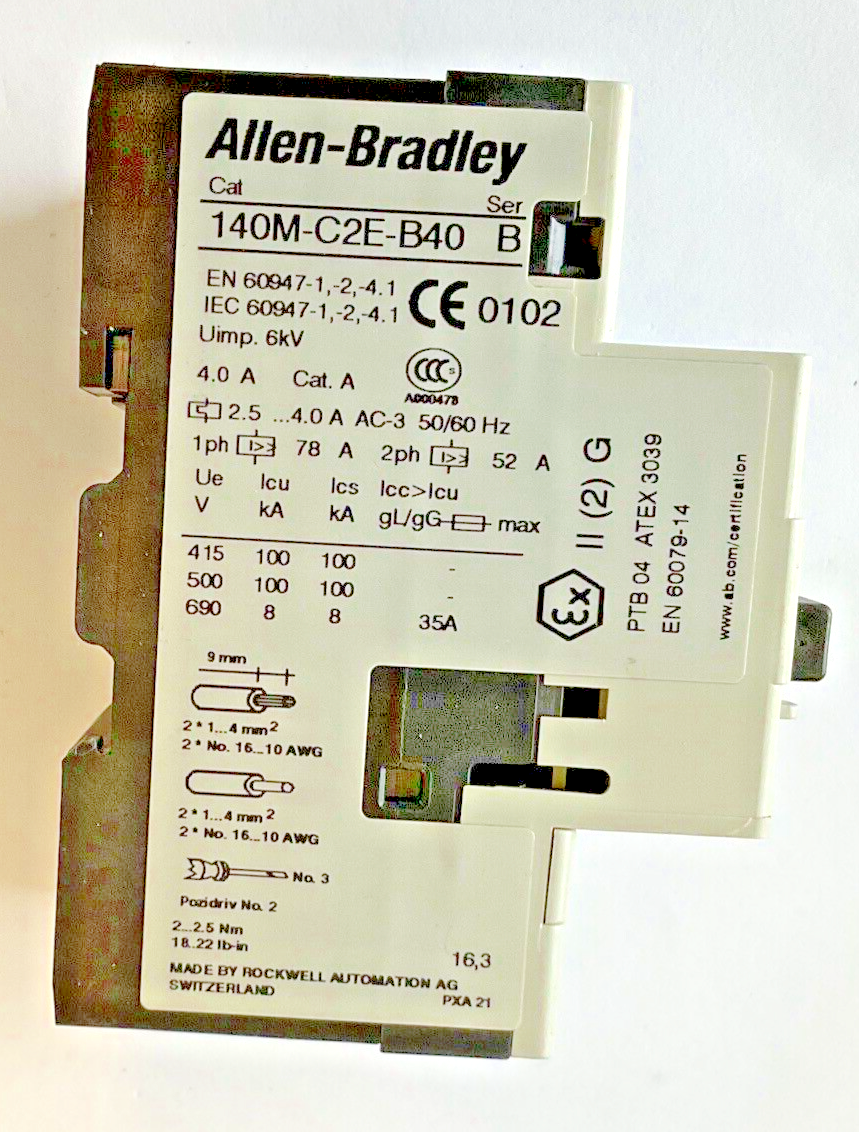 Allen-Bradley
Cat
Ser
140M-C2E-B40 B
EN 60947-1,-2,-4.1
IEC 60947-1,-2,-4.1
CE 0102
Uimp. 6kV
CCC S
A000478
4.0 A Cat. A
2.5 ...4.0 A AC-3 50/60 Hz
1ph I> 78 A 2ph I> 52 A
Ue Icu Ics Icc>Icu
V kA kA gL/gG max
415 100 100 -
500 100 100 -
690 8 8 35A
9 mm
2 * 1...4 mm2
2 * No. 16...10 AWG
2 * 1...4 mm2
2 * No. 16...10 AWG
No. 3
Pozidriv No. 2
2...2.5 Nm
18..22 lb-in
16,3
MADE BY ROCKWELL AUTOMATION AG
SWITZERLAND
PXA 21
εx II (2) G
PTB 04 ATEX 3039
EN 60079-14
www.ab.com/certification